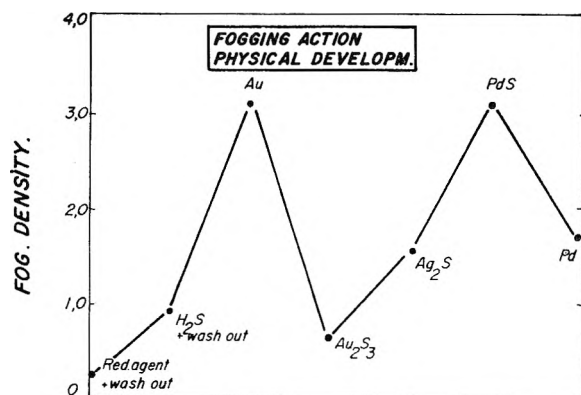 4,0
FOGGING ACTION
PHYSICAL DEVELOPM.
Au
PdS
3,0
FOG. DENSITY.
2,0
Ag2S
Pd
1,0
H2S
+wash out
Au2S3
Red.agent
+wash out
0